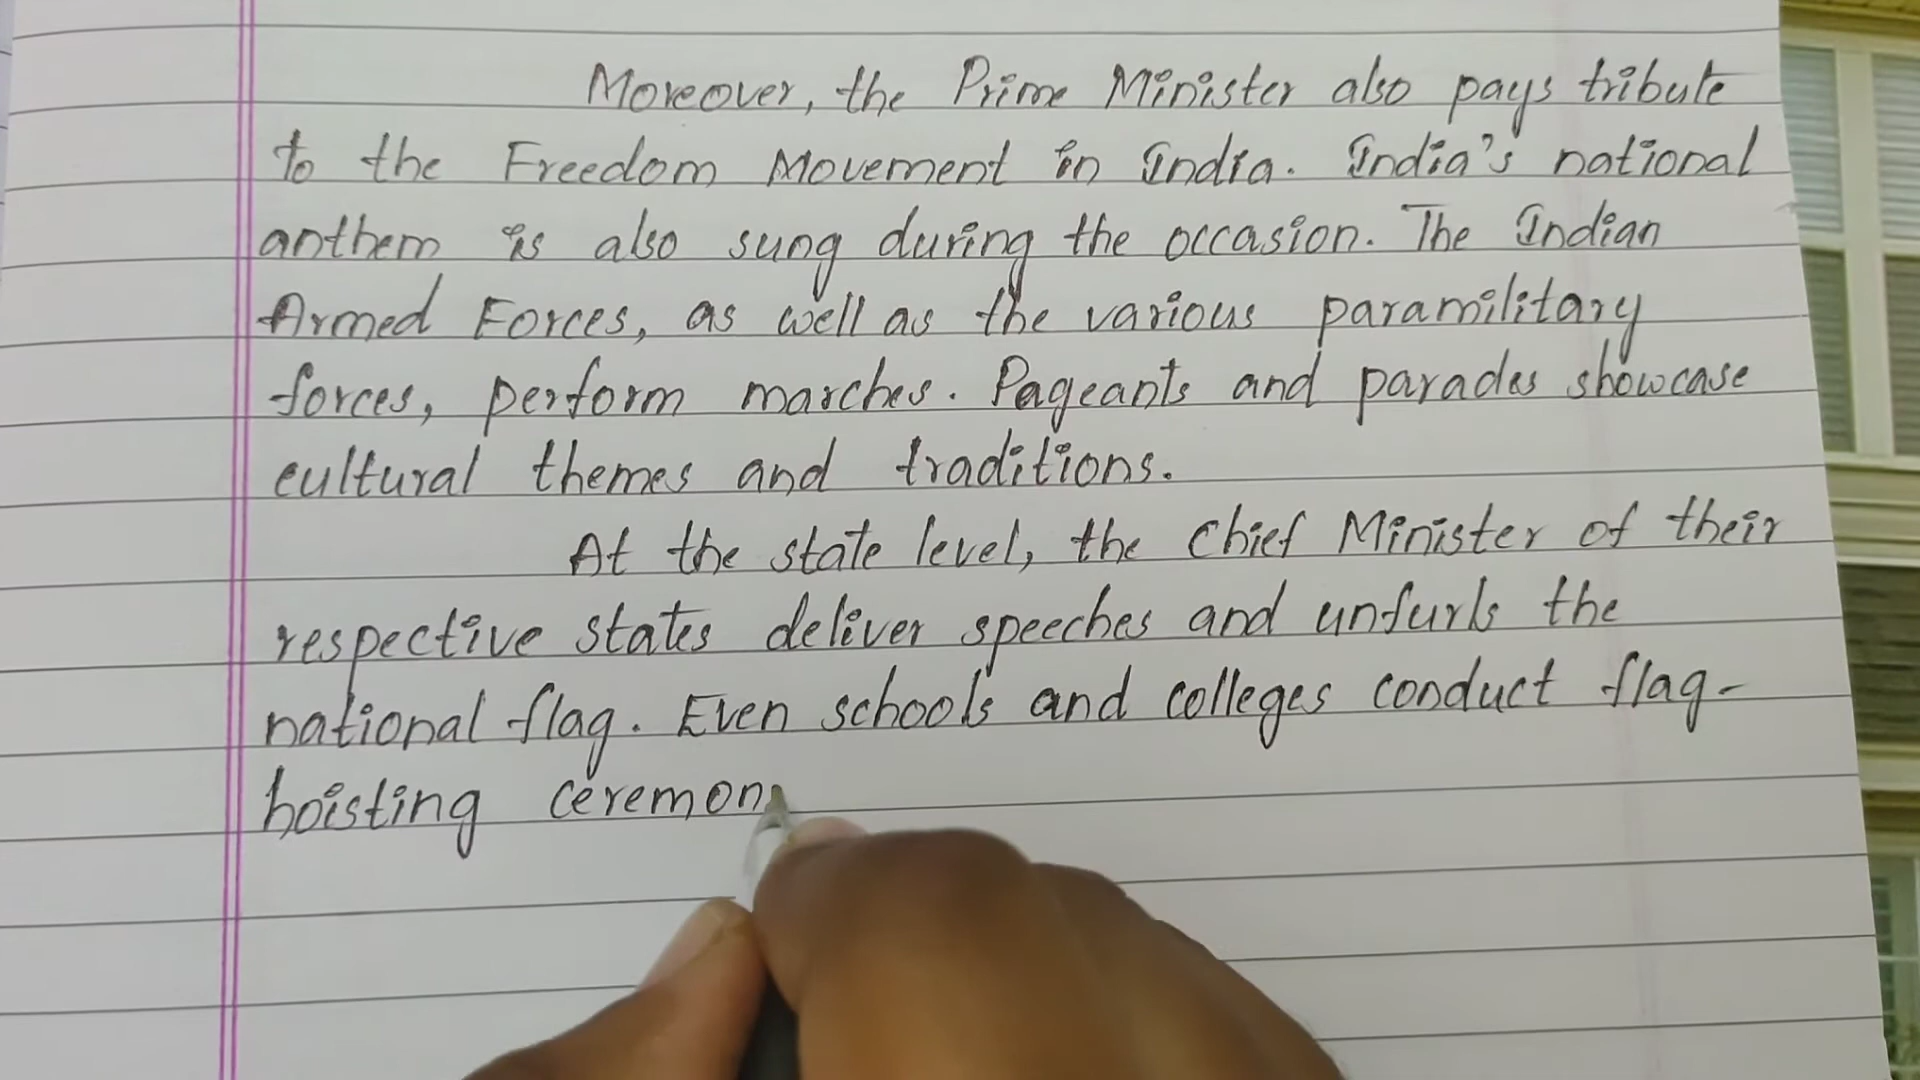 Moreover, the Prime Minister also pays tribute
to the Freedom Movement in India. India's national
anthem is also sung during the occasion. The Indian
Armed Forces, as well as the various paramilitary
forces, perform marches. Pageants and parades showcase
cultural themes and traditions.
At the state level, the Chief Minister of their
respective states deliver speeches and unfurls the
national flag. Even schools and colleges conduct flag-
hoisting ceremon